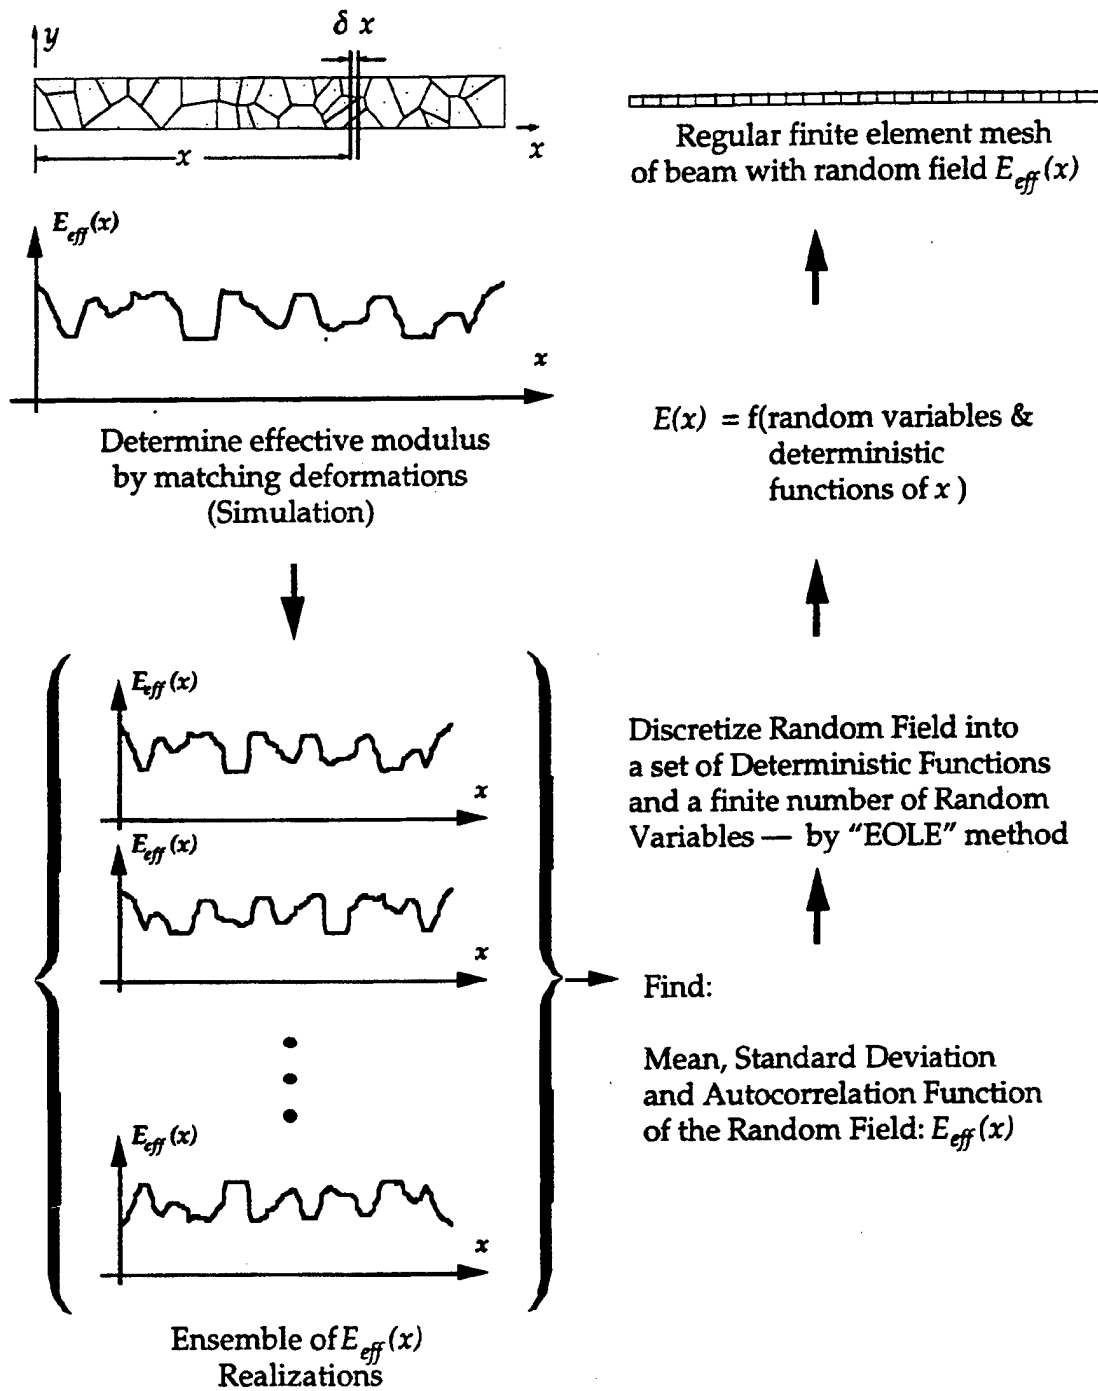 δ x
y
x
x
E_eff(x)
x
Determine effective modulus
by matching deformations
(Simulation)
E_eff(x)
x
E_eff(x)
x
E_eff(x)
x
Ensemble of E_eff(x)
Realizations
Find:
Mean, Standard Deviation
and Autocorrelation Function
of the Random Field: E_eff(x)
Discretize Random Field into
a set of Deterministic Functions
and a finite number of Random
Variables — by "EOLE" method
E(x) = f(random variables &
deterministic
functions of x )
Regular finite element mesh
of beam with random field E_eff(x)